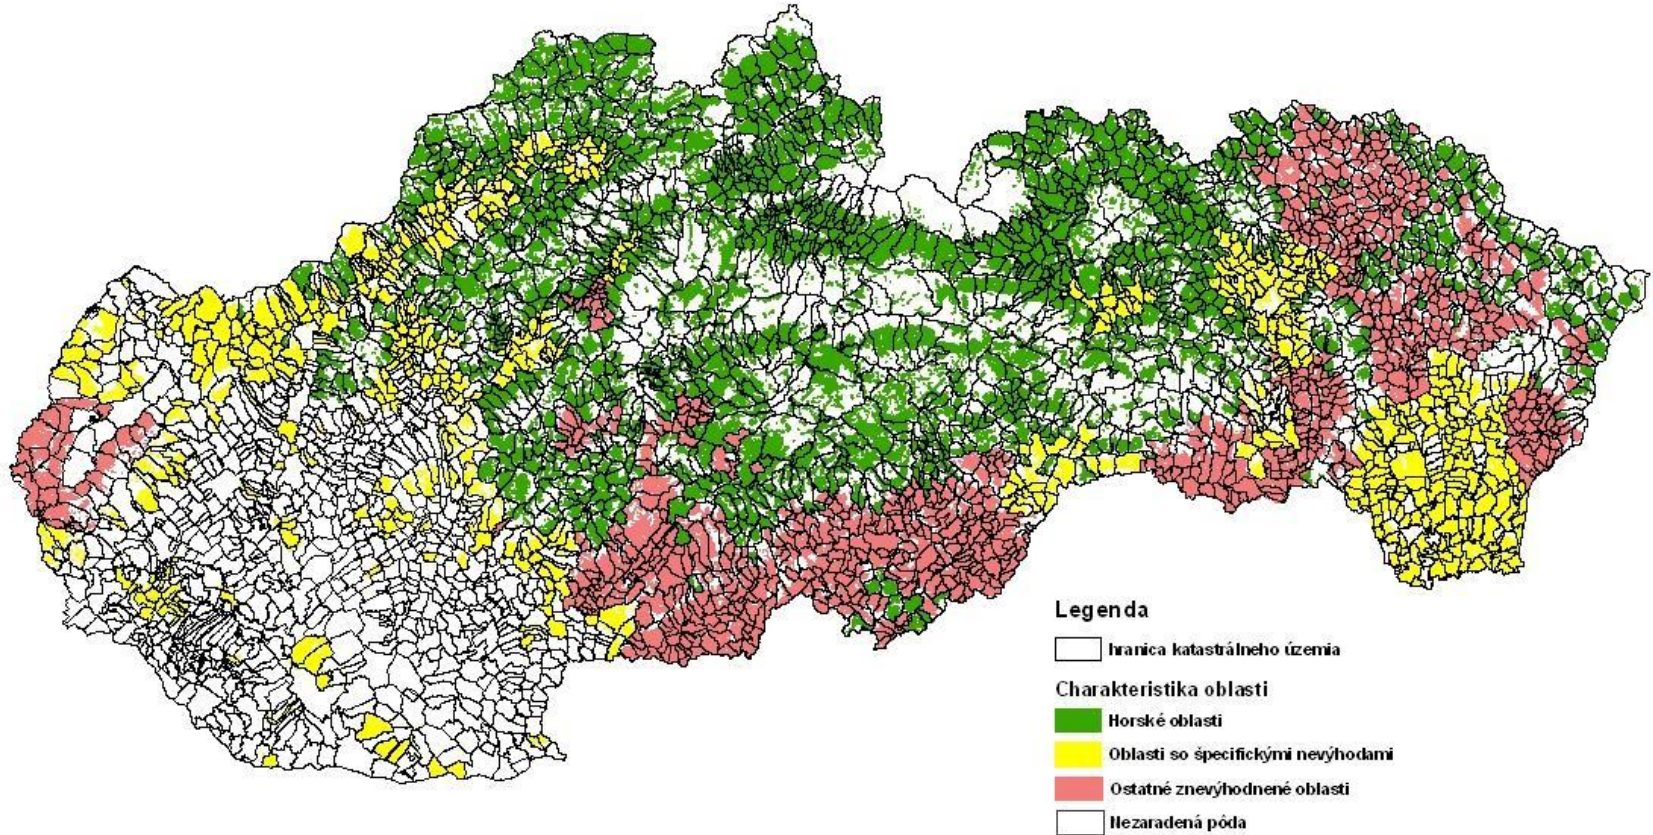 Legenda
hranica katastrálneho územia
Charakteristika oblasti
Horské oblasti
Oblasti so špecifickými nevýhodami
Ostatné znevýhodnené oblasti
Nezaradená pôda